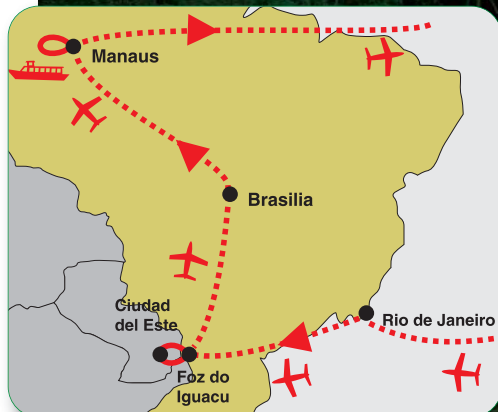 Manaus
Brasilia
Ciudad
del Este
Rio de Janeiro
Foz do
Iguacu